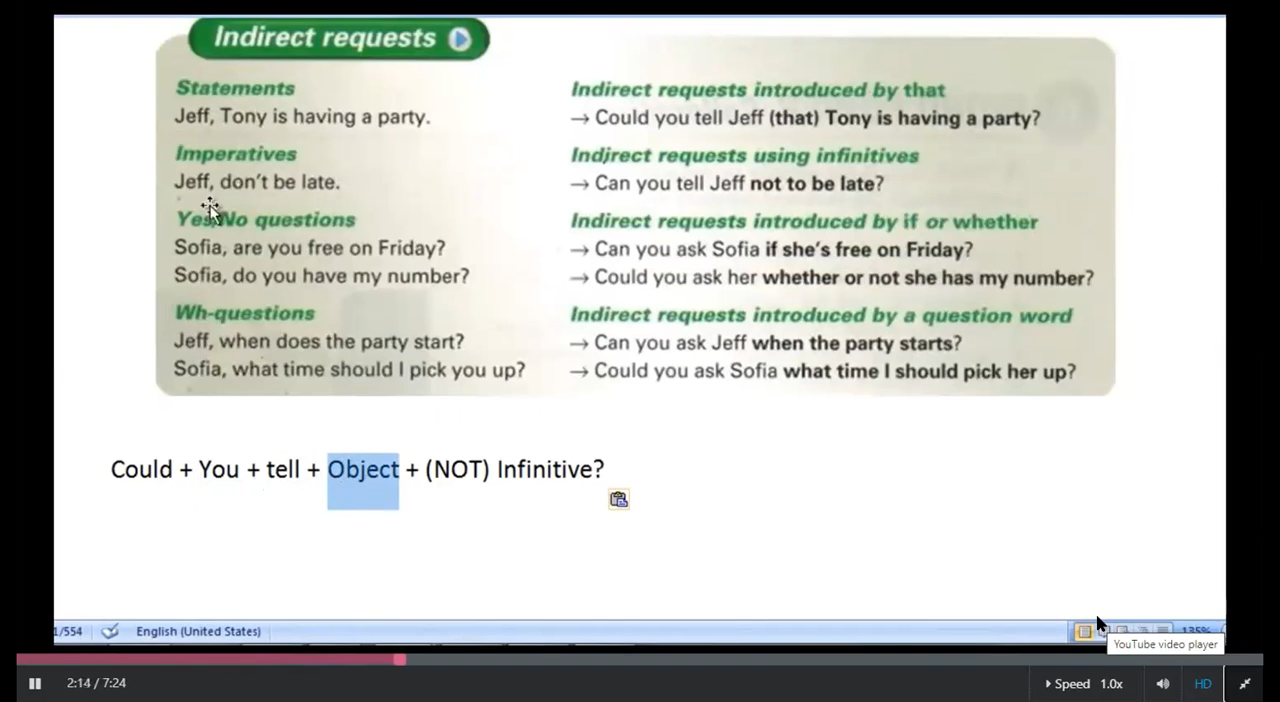 Indirect requests
Statements
Jeff, Tony is having a party.
Imperatives
Jeff, don't be late.
Yes/No questions
Sofia, are you free on Friday?
Sofia, do you have my number?
Wh-questions
Jeff, when does the party start?
Sofia, what time should I pick you up?
Indirect requests introduced by that
→ Could you tell Jeff (that) Tony is having a party?
Indirect requests using infinitives
→ Can you tell Jeff not to be late?
Indirect requests introduced by if or whether
→ Can you ask Sofia if she's free on Friday?
→ Could you ask her whether or not she has my number?
Indirect requests introduced by a question word
→ Can you ask Jeff when the party starts?
→ Could you ask Sofia what time I should pick her up?
Could + You + tell + Object + (NOT) Infinitive?
1/554 English (United States) 135%
YouTube video player
2:14 / 7:24 Speed 1.0x HD